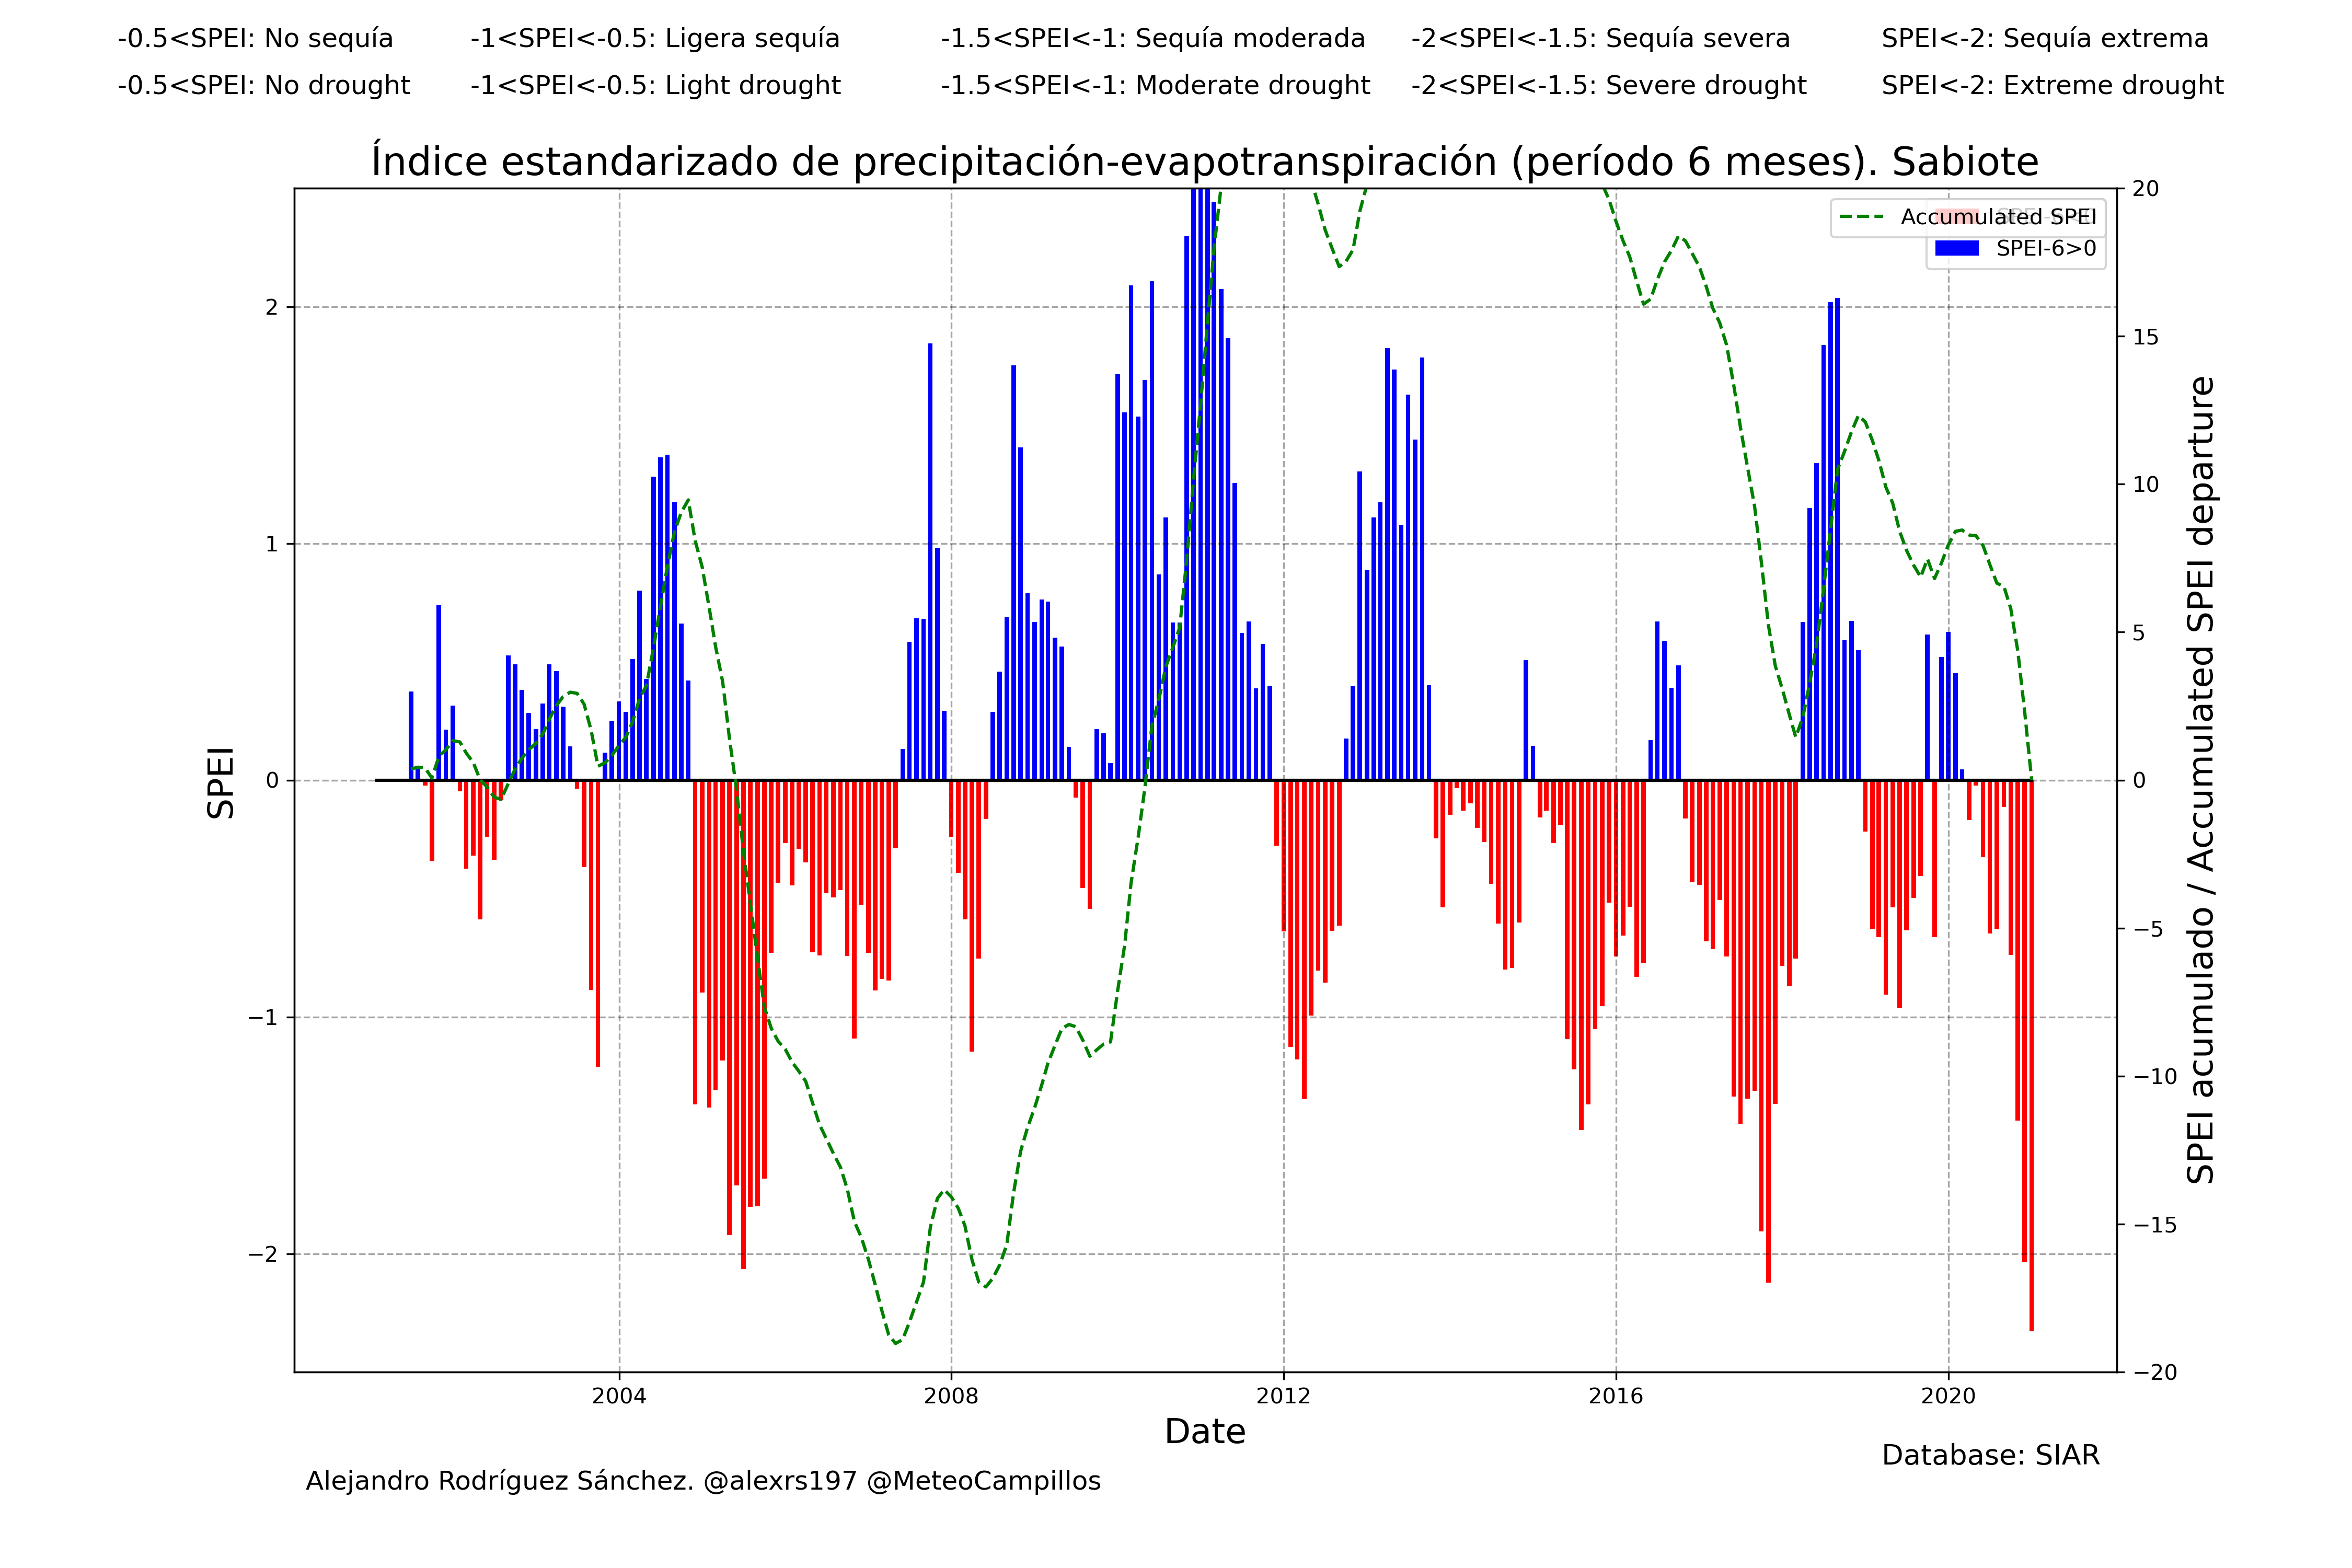 -0.5<SPEI: No sequía -1<SPEI<-0.5: Ligera sequía -1.5<SPEI<-1: Sequía moderada -2<SPEI<-1.5: Sequía severa SPEI<-2: Sequía extrema
-0.5<SPEI: No drought -1<SPEI<-0.5: Light drought -1.5<SPEI<-1: Moderate drought -2<SPEI<-1.5: Severe drought SPEI<-2: Extreme drought
Índice estandarizado de precipitación-evapotranspiración (período 6 meses). Sabiote
Accumulated SPEI
SPEI-6>0
SPEI
2
1
0
−1
−2
20
15
10
5
0
−5
−10
−15
−20
SPEI acumulado / Accumulated SPEI departure
2004 2008 2012 2016 2020
Date
Database: SIAR
Alejandro Rodríguez Sánchez. @alexrs197 @MeteoCampillos